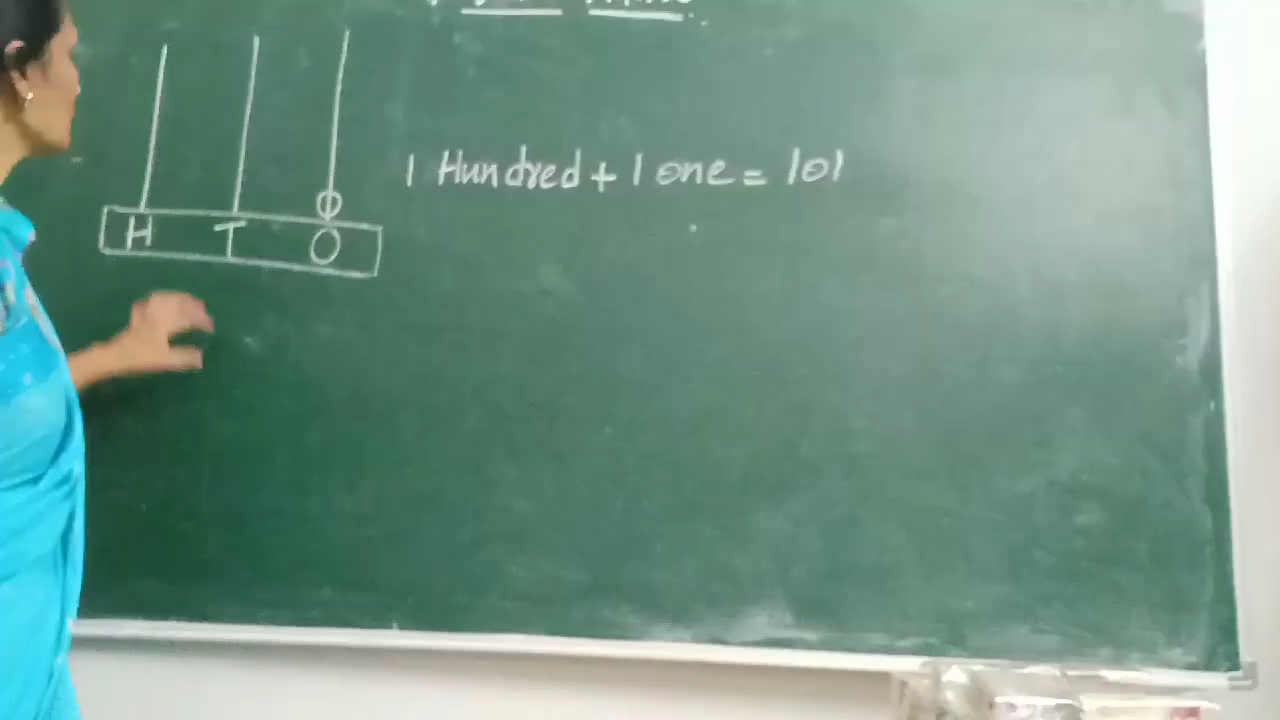 1 Hundred + 1 one = 101
H T O